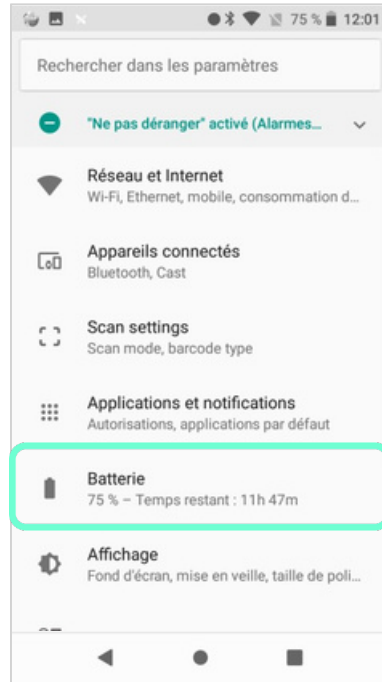 75 % 12:01
Rechercher dans les paramètres
"Ne pas déranger" activé (Alarmes...
Réseau et Internet
Wi-Fi, Ethernet, mobile, consommation d...
Appareils connectés
Bluetooth, Cast
Scan settings
Scan mode, barcode type
Applications et notifications
Autorisations, applications par défaut
Batterie
75 % – Temps restant : 11h 47m
Affichage
Fond d'écran, mise en veille, taille de poli...